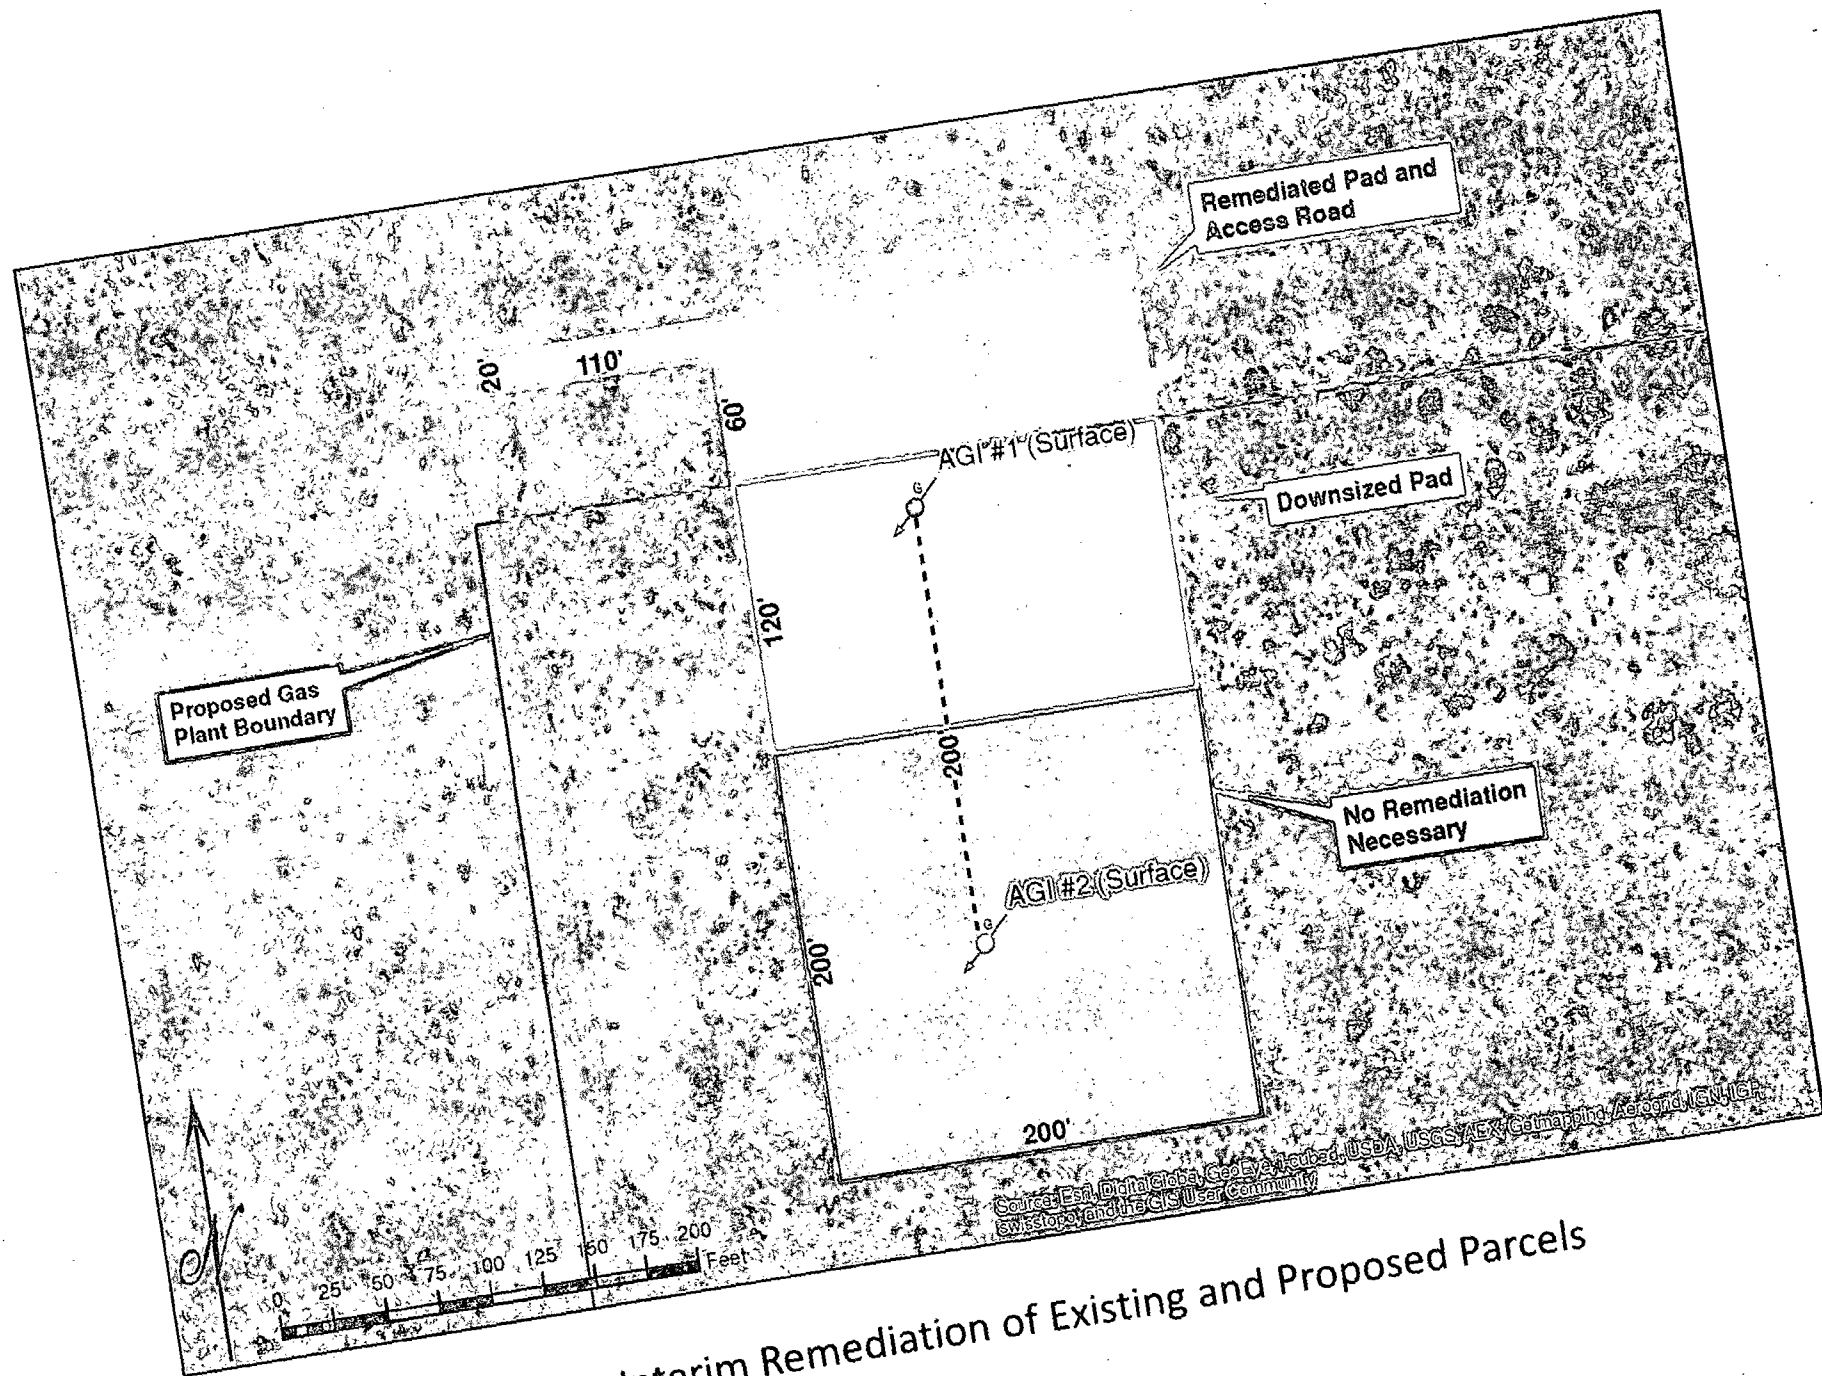 Remediated Pad and
Access Road
20'
110'
60'
AGI #1 (Surface)
G
Downsized Pad
120'
Proposed Gas
Plant Boundary
200'
No Remediation
Necessary
AGI #2 (Surface)
G
200'
200'
N
0 25 50 75 100 125 150 175 200
Feet
Source: Esri, DigitalGlobe, GeoEye, i-cubed, USDA, USGS, AEX, Getmapping, Aerogrid, IGN, IGP,
swisstopo, and the GIS User Community
Interim Remediation of Existing and Proposed Parcels